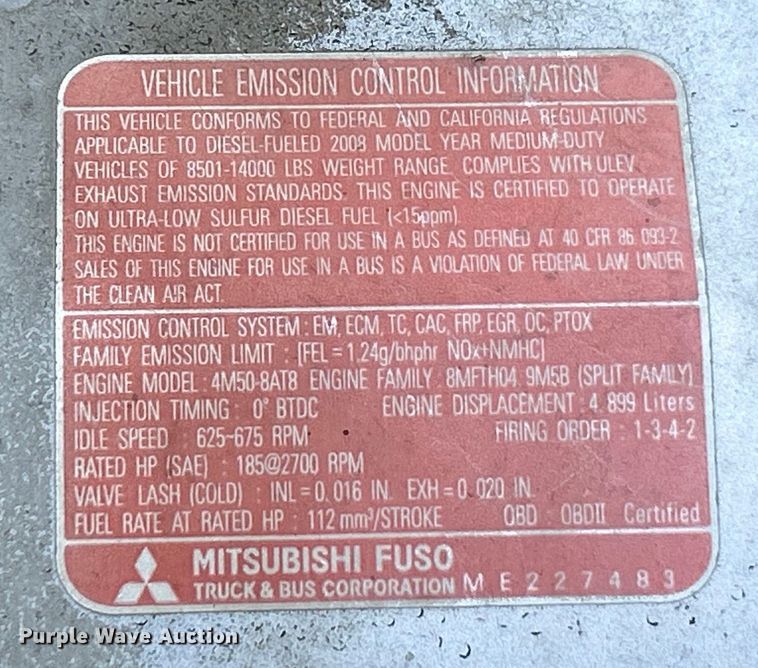 VEHICLE EMISSION CONTROL INFORMATION
THIS VEHICLE CONFORMS TO FEDERAL AND CALIFORNIA REGULATIONS
APPLICABLE TO DIESEL-FUELED 2008 MODEL YEAR MEDIUM-DUTY
VEHICLES OF 8501-14000 LBS WEIGHT RANGE. COMPLIES WITH ULEV
EXHAUST EMISSION STANDARDS. THIS ENGINE IS CERTIFIED TO OPERATE
ON ULTRA-LOW SULFUR DIESEL FUEL (<15ppm)
THIS ENGINE IS NOT CERTIFIED FOR USE IN A BUS AS DEFINED AT 40 CFR 86 093-2
SALES OF THIS ENGINE FOR USE IN A BUS IS A VIOLATION OF FEDERAL LAW UNDER
THE CLEAN AIR ACT.
EMISSION CONTROL SYSTEM : EM, ECM, TC, CAC, FRP, EGR, OC, PTOX
FAMILY EMISSION LIMIT : [FEL = 1.24g/bhphr NOx+NMHC]
ENGINE MODEL : 4M50-8AT8 ENGINE FAMILY : 8MFTH04.9M5B (SPLIT FAMILY)
INJECTION TIMING : 0° BTDC ENGINE DISPLACEMENT : 4.899 Liters
IDLE SPEED : 625-675 RPM FIRING ORDER : 1-3-4-2
RATED HP (SAE) : 185@2700 RPM
VALVE LASH (COLD) : INL = 0.016 IN. EXH = 0.020 IN.
FUEL RATE AT RATED HP : 112 mm³/STROKE OBD : OBDII Certified
MITSUBISHI FUSO
TRUCK & BUS CORPORATION ME227483
Purple Wave Auction